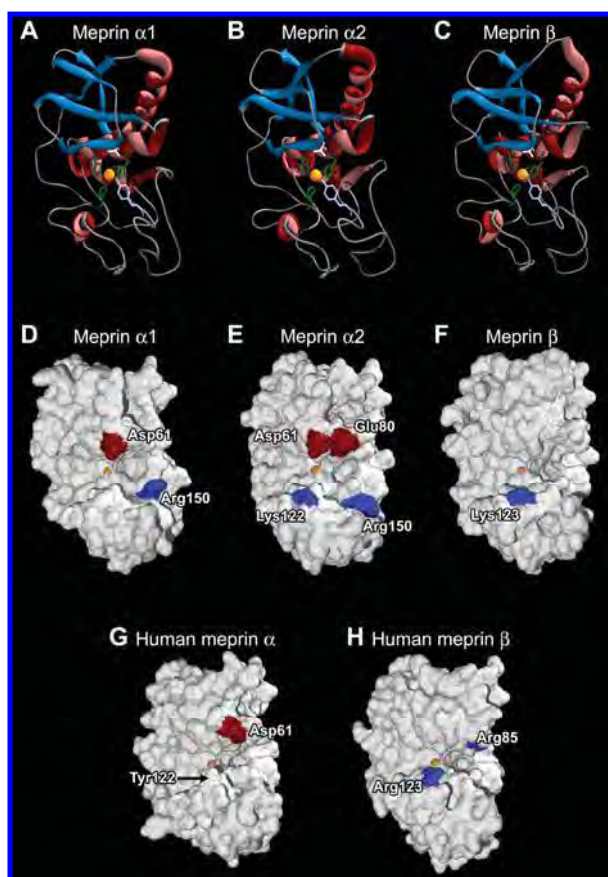 A Meprin α1
B Meprin α2
C Meprin β
D Meprin α1
E Meprin α2
F Meprin β
Asp61
Arg150
Asp61
Glu80
Lys122
Arg150
Lys123
G Human meprin α
H Human meprin β
Asp61
Tyr122
Arg85
Arg123